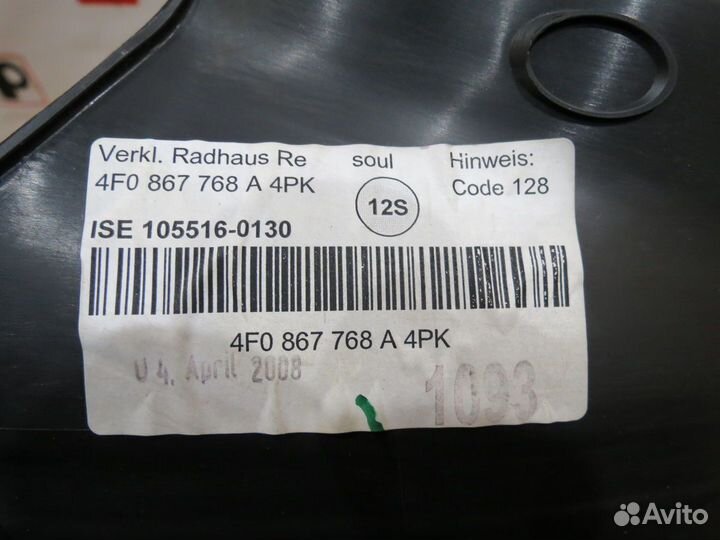 Verkl. Radhaus Re soul Hinweis:
4F0 867 768 A 4PK 12S Code 128
ISE 105516-0130
4F0 867 768 A 4PK
04. April 2008
1093
Avito